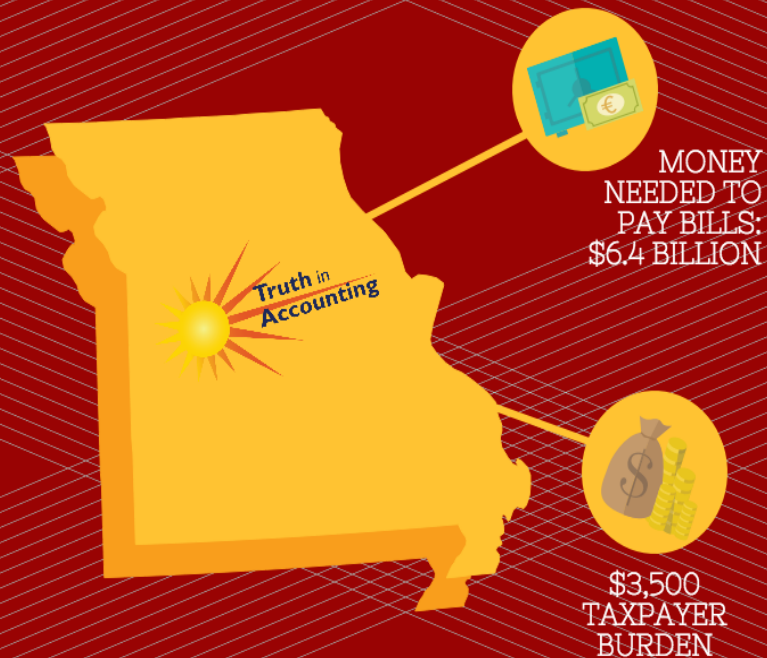 MONEY
NEEDED TO
PAY BILLS:
$6.4 BILLION
Truth in
Accounting
€
$
$3,500
TAXPAYER
BURDEN